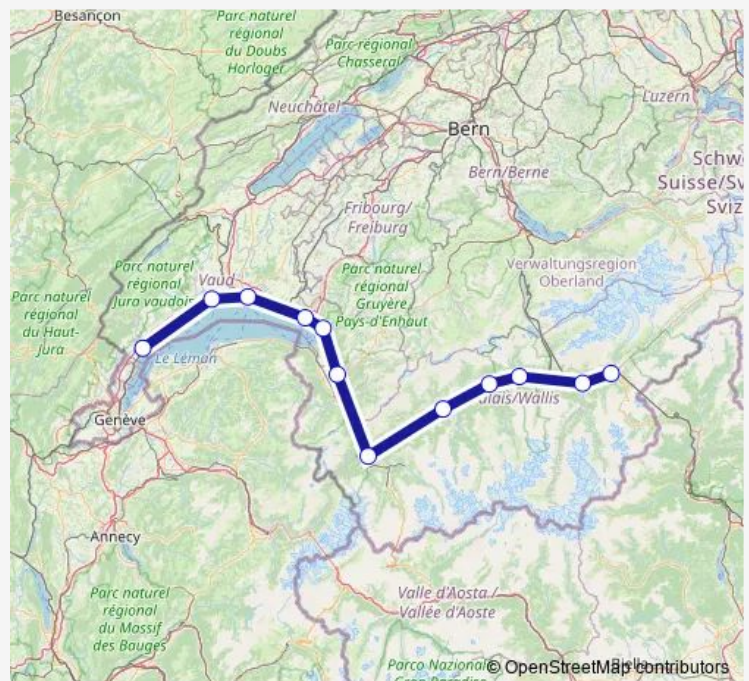 Besançon
Parc naturel
régional
du Doubs
Horloger
Parc régional
Chasseral
Neuchâtel
Luzern
Bern
Bern/Berne
Schw
Suisse/Sv
Sviz
Fribourg/
Freiburg
Verwaltungsregion
Oberland
Parc naturel
régional
Jura vaudois
Vaud
Parc naturel
régional
Gruyère
Pays-d'Enhaut
Parc naturel
régional
du Haut-
Jura
Le Léman
Genève
alais/Wallis
Annecy
Parc naturel
régional
du Massif
des Bauges
Valle d'Aosta /
Vallée d'Aoste
Parco Nazional
© OpenStreetMap contributors